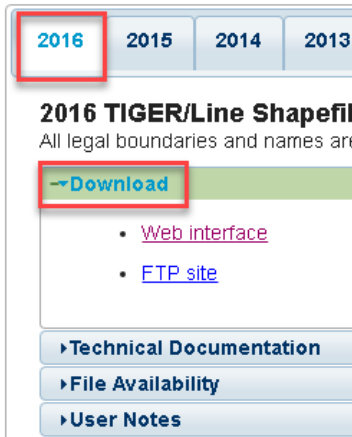 2016 2015 2014 2013
2016 TIGER/Line Shapefil
All legal boundaries and names are
Download
Web interface
FTP site
Technical Documentation
File Availability
User Notes